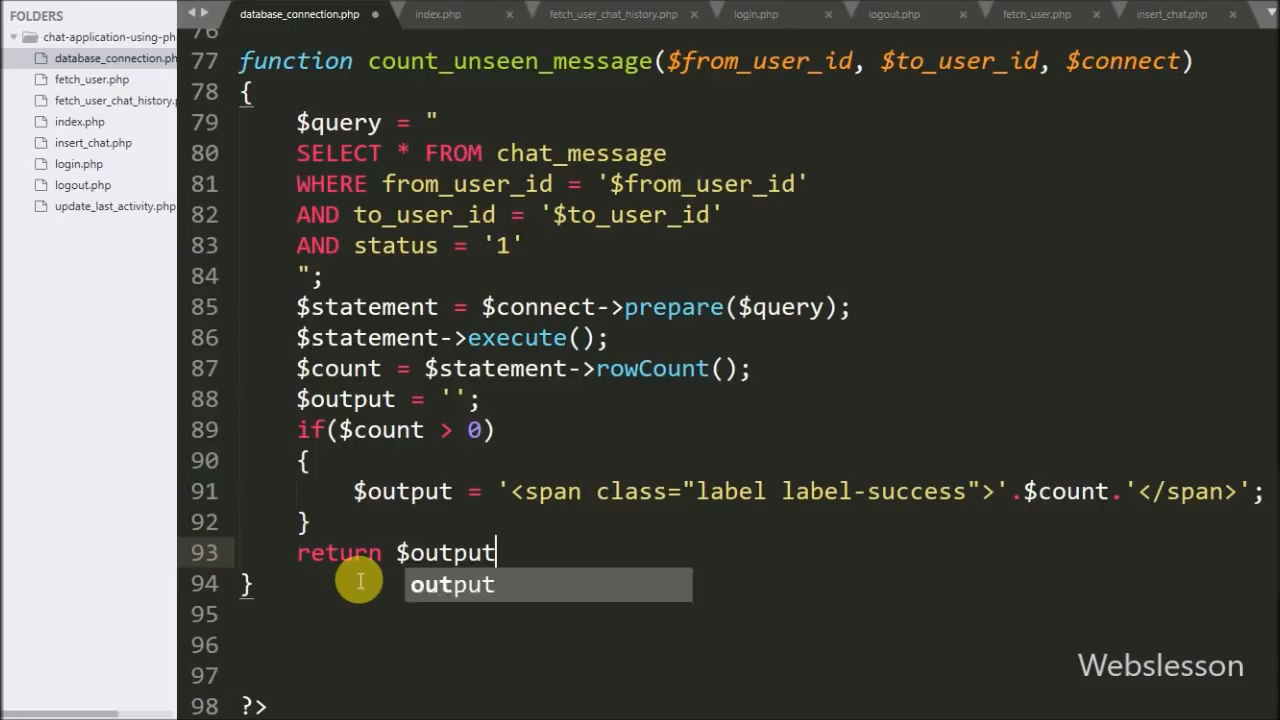 FOLDERS
chat-application-using-ph
database_connection.ph
fetch_user.php
fetch_user_chat_history.
index.php
insert_chat.php
login.php
logout.php
update_last_activity.php
database_connection.php
index.php
fetch_user_chat_history.php
login.php
logout.php
fetch_user.php
insert_chat.php
76
77 function count_unseen_message($from_user_id, $to_user_id, $connect)
78 {
79 $query = "
80 SELECT * FROM chat_message
81 WHERE from_user_id = '$from_user_id'
82 AND to_user_id = '$to_user_id'
83 AND status = '1'
84 ";
85 $statement = $connect->prepare($query);
86 $statement->execute();
87 $count = $statement->rowCount();
88 $output = '';
89 if($count > 0)
90 {
91 $output = '<span class="label label-success">'.$count.'</span>';
92 }
93 return $output
output
94 }
95
96
97
98 ?>
Webslesson